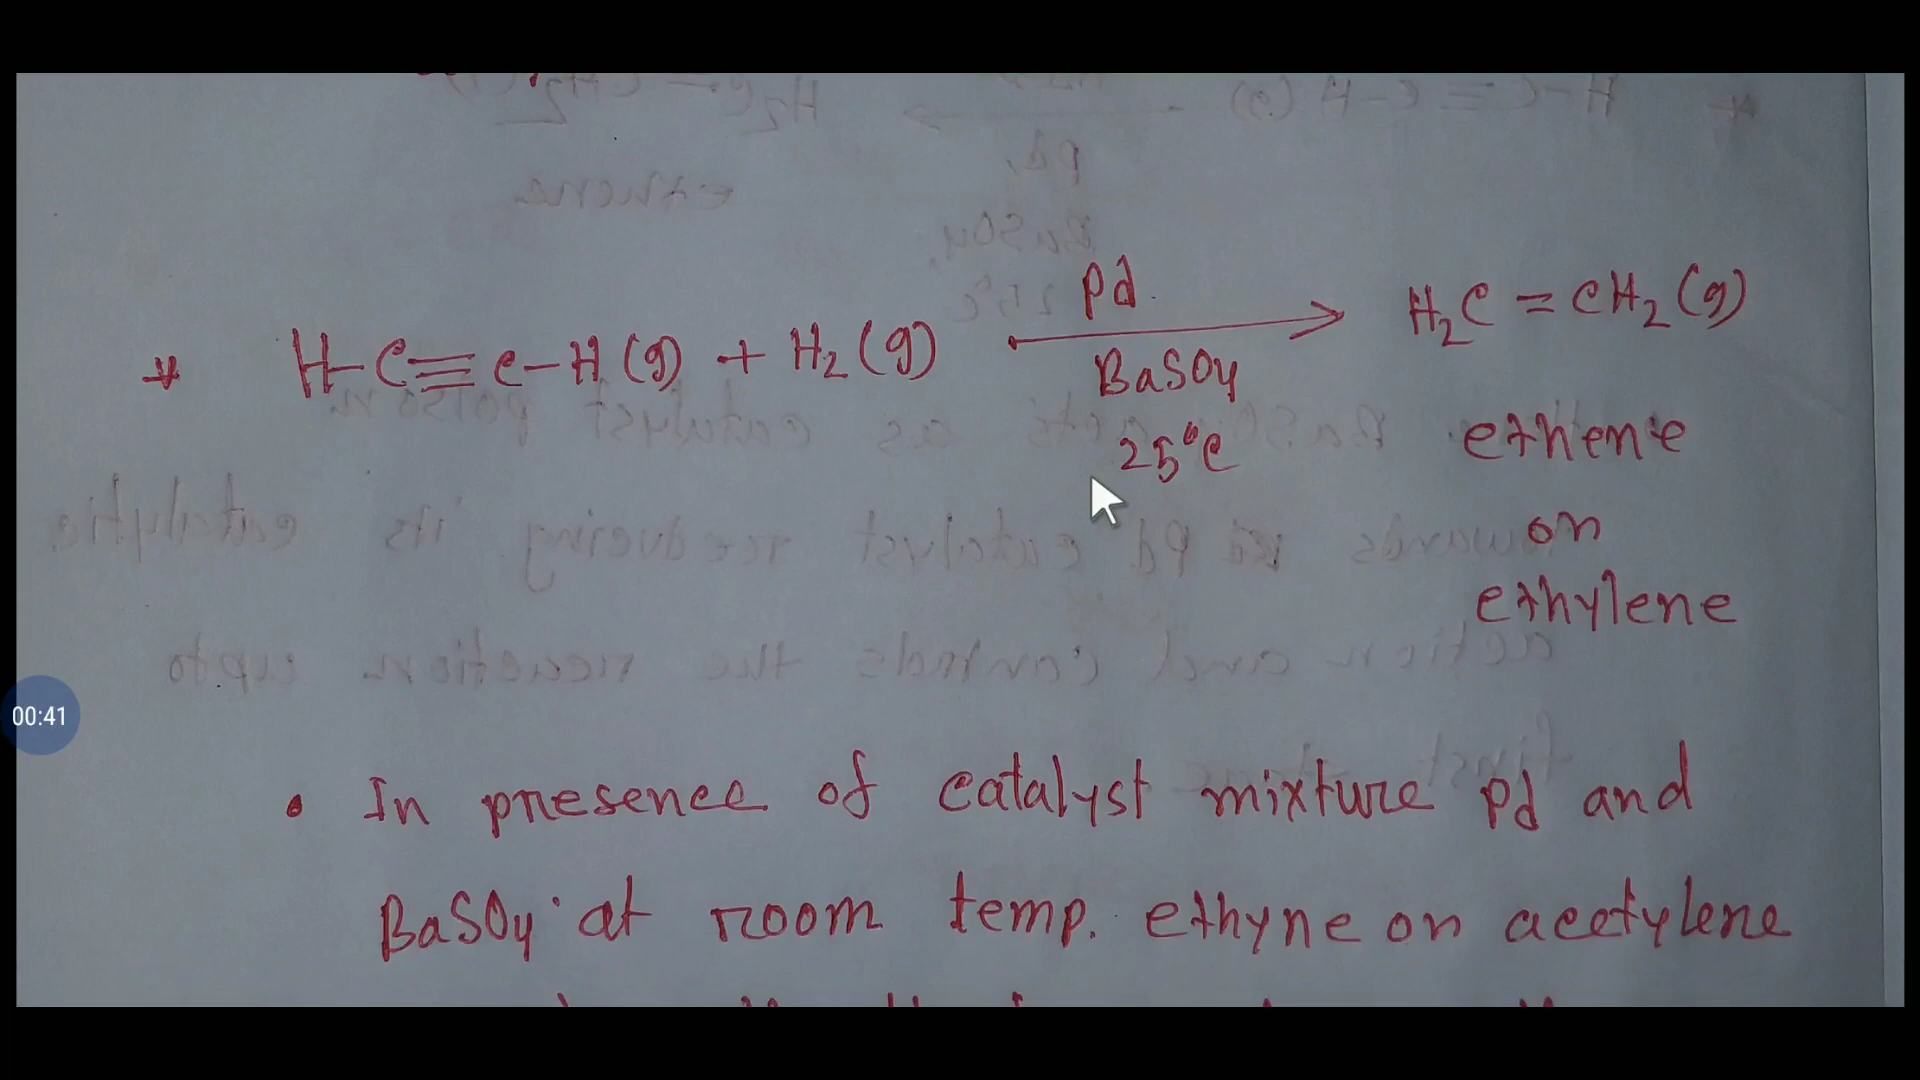 H-C≡C-H(g) + H₂(g) → H₂C=CH₂(g)
Pd
BaSO₄
25°C
ethene
or
ethylene
00:41
• In presence of catalyst mixture Pd and
BaSO₄ at room temp. ethyne or acetylene